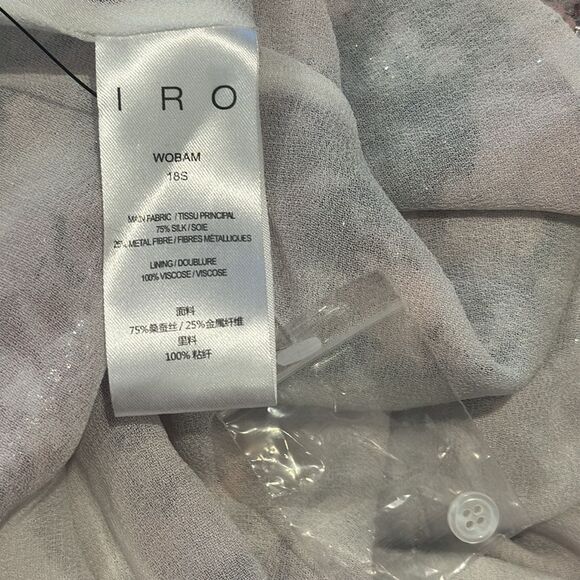 I R O
WOBAM
18S
MAIN FABRIC / TISSU PRINCIPAL
75% SILK / SOIE
25% METAL FIBRE / FIBRES MÉTALLIQUES
LINING / DOUBLURE
100% VISCOSE / VISCOSE
面料
75%桑蚕丝 / 25%金属纤维
里料
100% 粘纤